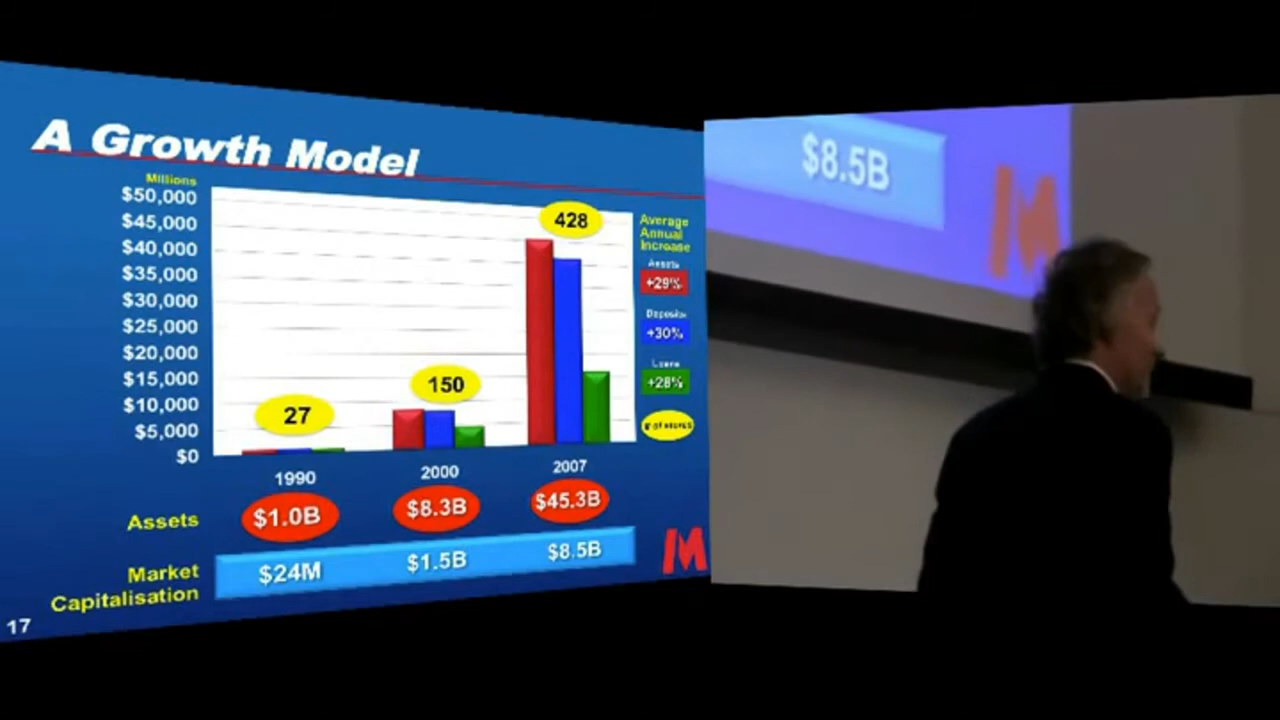 A Growth Model
Millions
$50,000
$45,000
$40,000
$35,000
$30,000
$25,000
$20,000
$15,000
$10,000
$5,000
$0
27
150
428
1990
2000
2007
Average
Annual
Increase
Assets
+29%
Deposits
+30%
Loans
+28%
# of stores
Assets
$1.0B
$8.3B
$45.3B
Market
Capitalisation
$24M
$1.5B
$8.5B
M
17
$8.5B
M